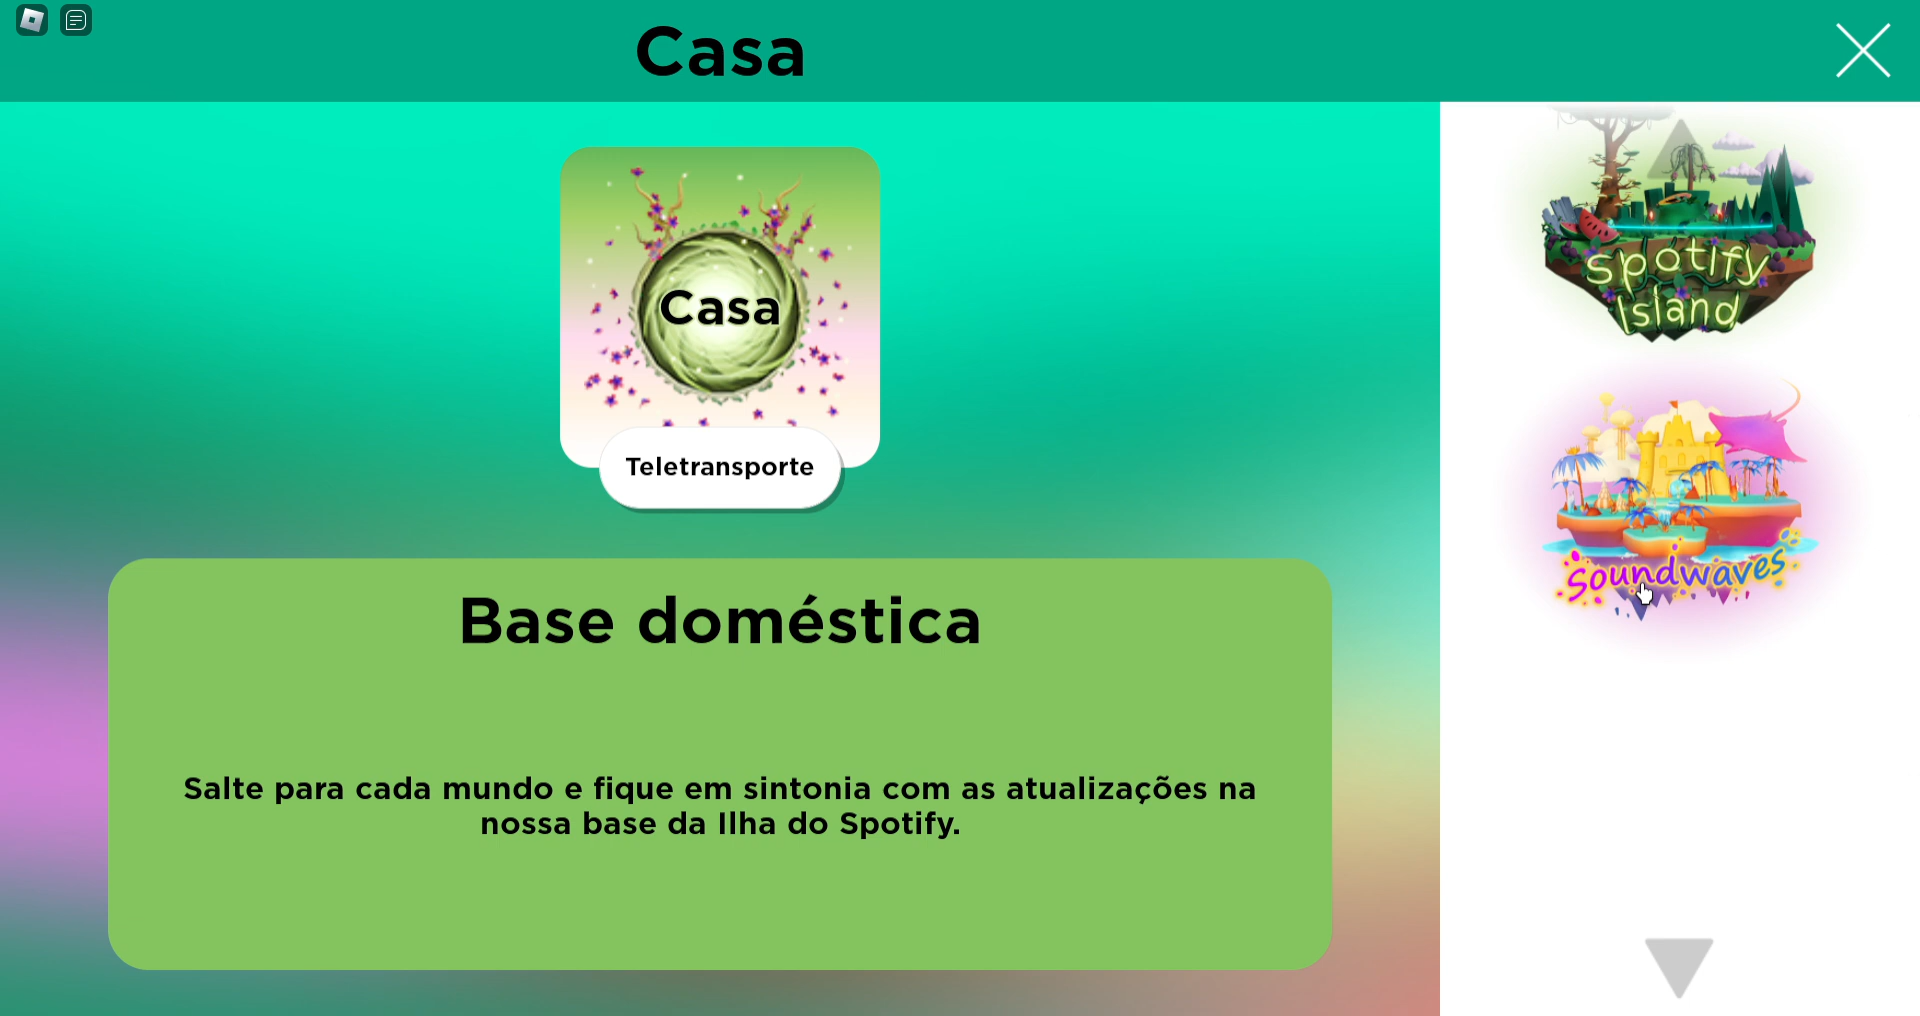 Casa
Casa
Teletransporte
Base doméstica
Salte para cada mundo e fique em sintonia com as atualizações na
nossa base da Ilha do Spotify.
Spotify
Island
Soundwaves